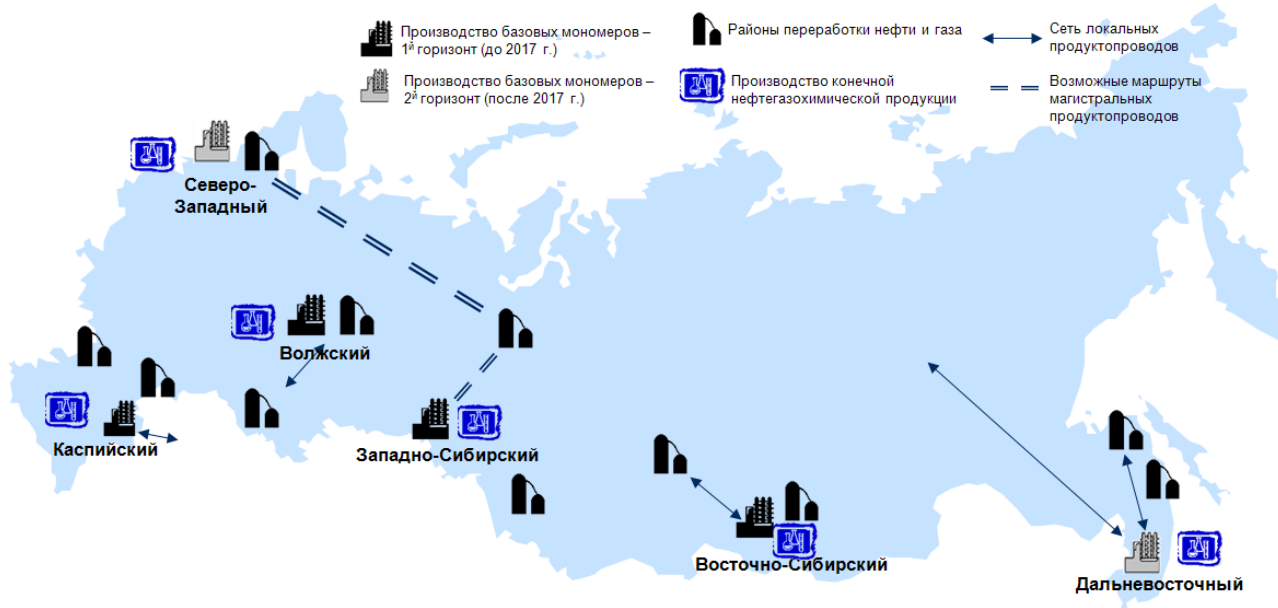 Производство базовых мономеров –
1й горизонт (до 2017 г.)
Производство базовых мономеров –
2й горизонт (после 2017 г.)
Районы переработки нефти и газа
Производство конечной
нефтегазохимической продукции
Сеть локальных
продуктопроводов
Возможные маршруты
магистральных
продуктопроводов
Северо-
Западный
Волжский
Каспийский
Западно-Сибирский
Восточно-Сибирский
Дальневосточный